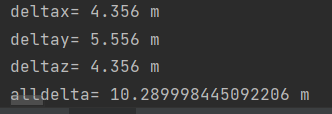 deltax= 4.356 m
deltay= 5.556 m
deltaz= 4.356 m
alldelta= 10.289998445092206 m